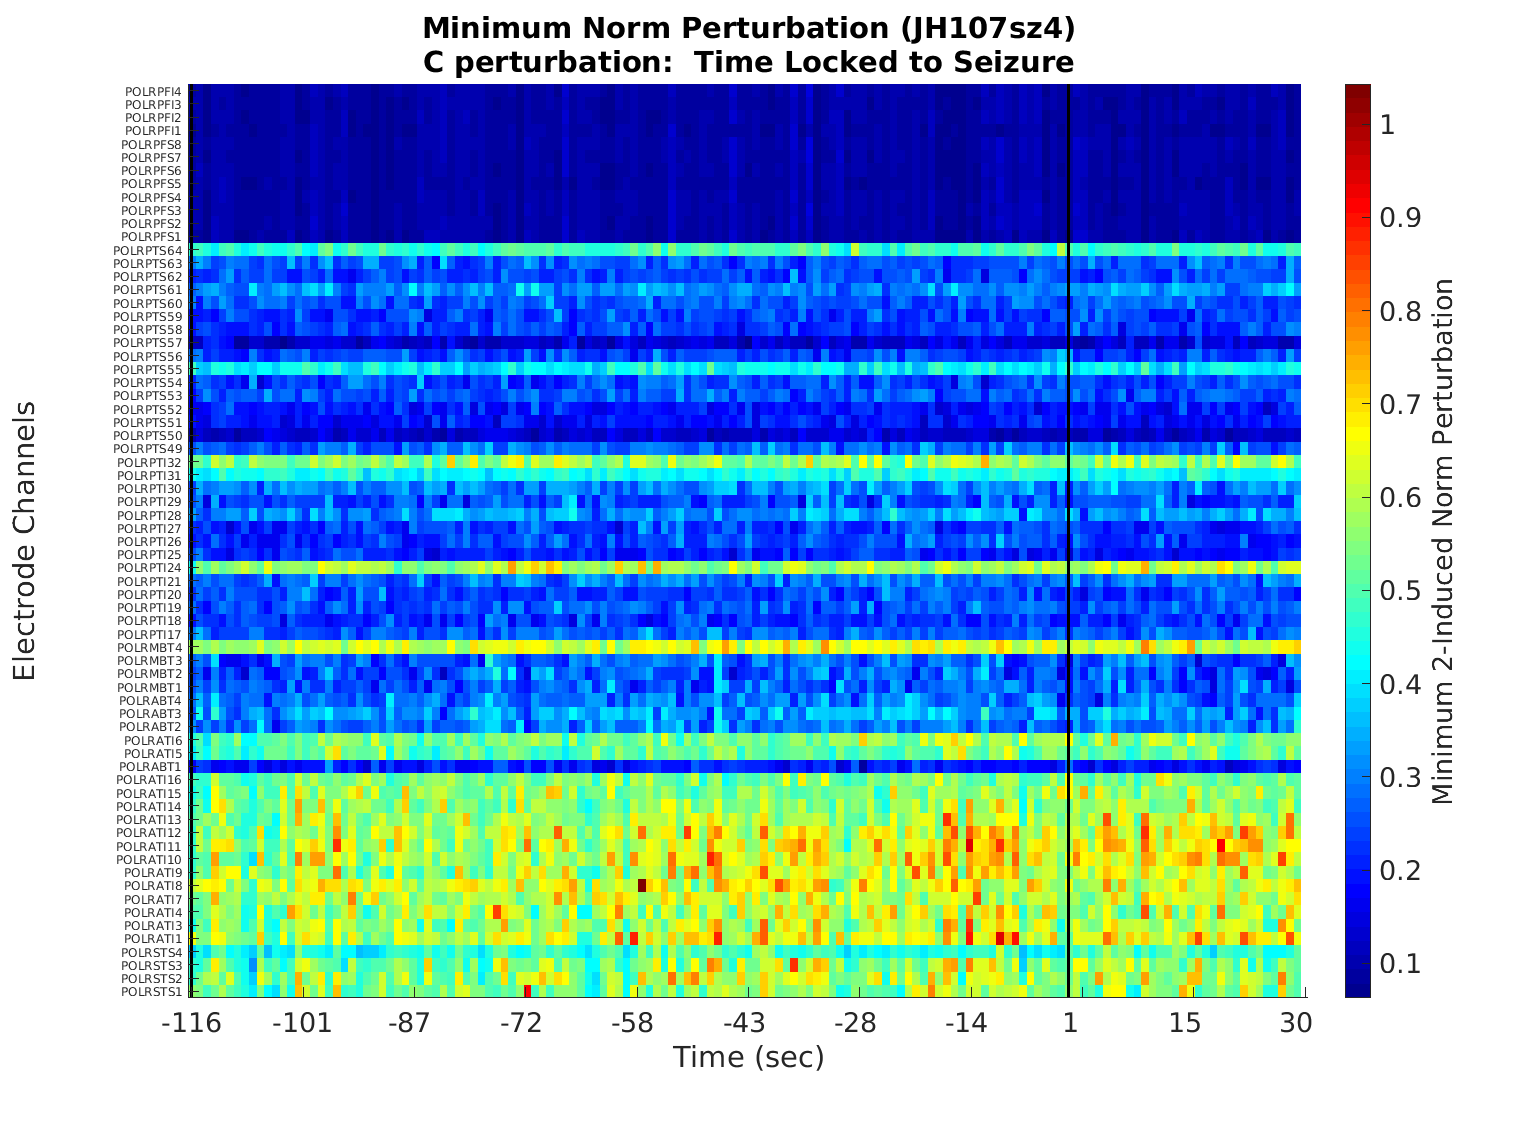 Minimum Norm Perturbation (JH107sz4)
C perturbation:  Time Locked to Seizure
Electrode Channels
POLRPFI4
POLRPFI3
POLRPFI2
POLRPFI1
POLRPFS8
POLRPFS7
POLRPFS6
POLRPFS5
POLRPFS4
POLRPFS3
POLRPFS2
POLRPFS1
POLRPTS64
POLRPTS63
POLRPTS62
POLRPTS61
POLRPTS60
POLRPTS59
POLRPTS58
POLRPTS57
POLRPTS56
POLRPTS55
POLRPTS54
POLRPTS53
POLRPTS52
POLRPTS51
POLRPTS50
POLRPTS49
POLRPTI32
POLRPTI31
POLRPTI30
POLRPTI29
POLRPTI28
POLRPTI27
POLRPTI26
POLRPTI25
POLRPTI24
POLRPTI21
POLRPTI20
POLRPTI19
POLRPTI18
POLRPTI17
POLRMBT4
POLRMBT3
POLRMBT2
POLRMBT1
POLRABT4
POLRABT3
POLRABT2
POLRATI6
POLRATI5
POLRABT1
POLRATI16
POLRATI15
POLRATI14
POLRATI13
POLRATI12
POLRATI11
POLRATI10
POLRATI9
POLRATI8
POLRATI7
POLRATI4
POLRATI3
POLRATI1
POLRSTS4
POLRSTS3
POLRSTS2
POLRSTS1
-116 -101 -87 -72 -58 -43 -28 -14 1 15 30
Time (sec)
1
0.9
0.8
0.7
0.6
0.5
0.4
0.3
0.2
0.1
Minimum 2-Induced Norm Perturbation